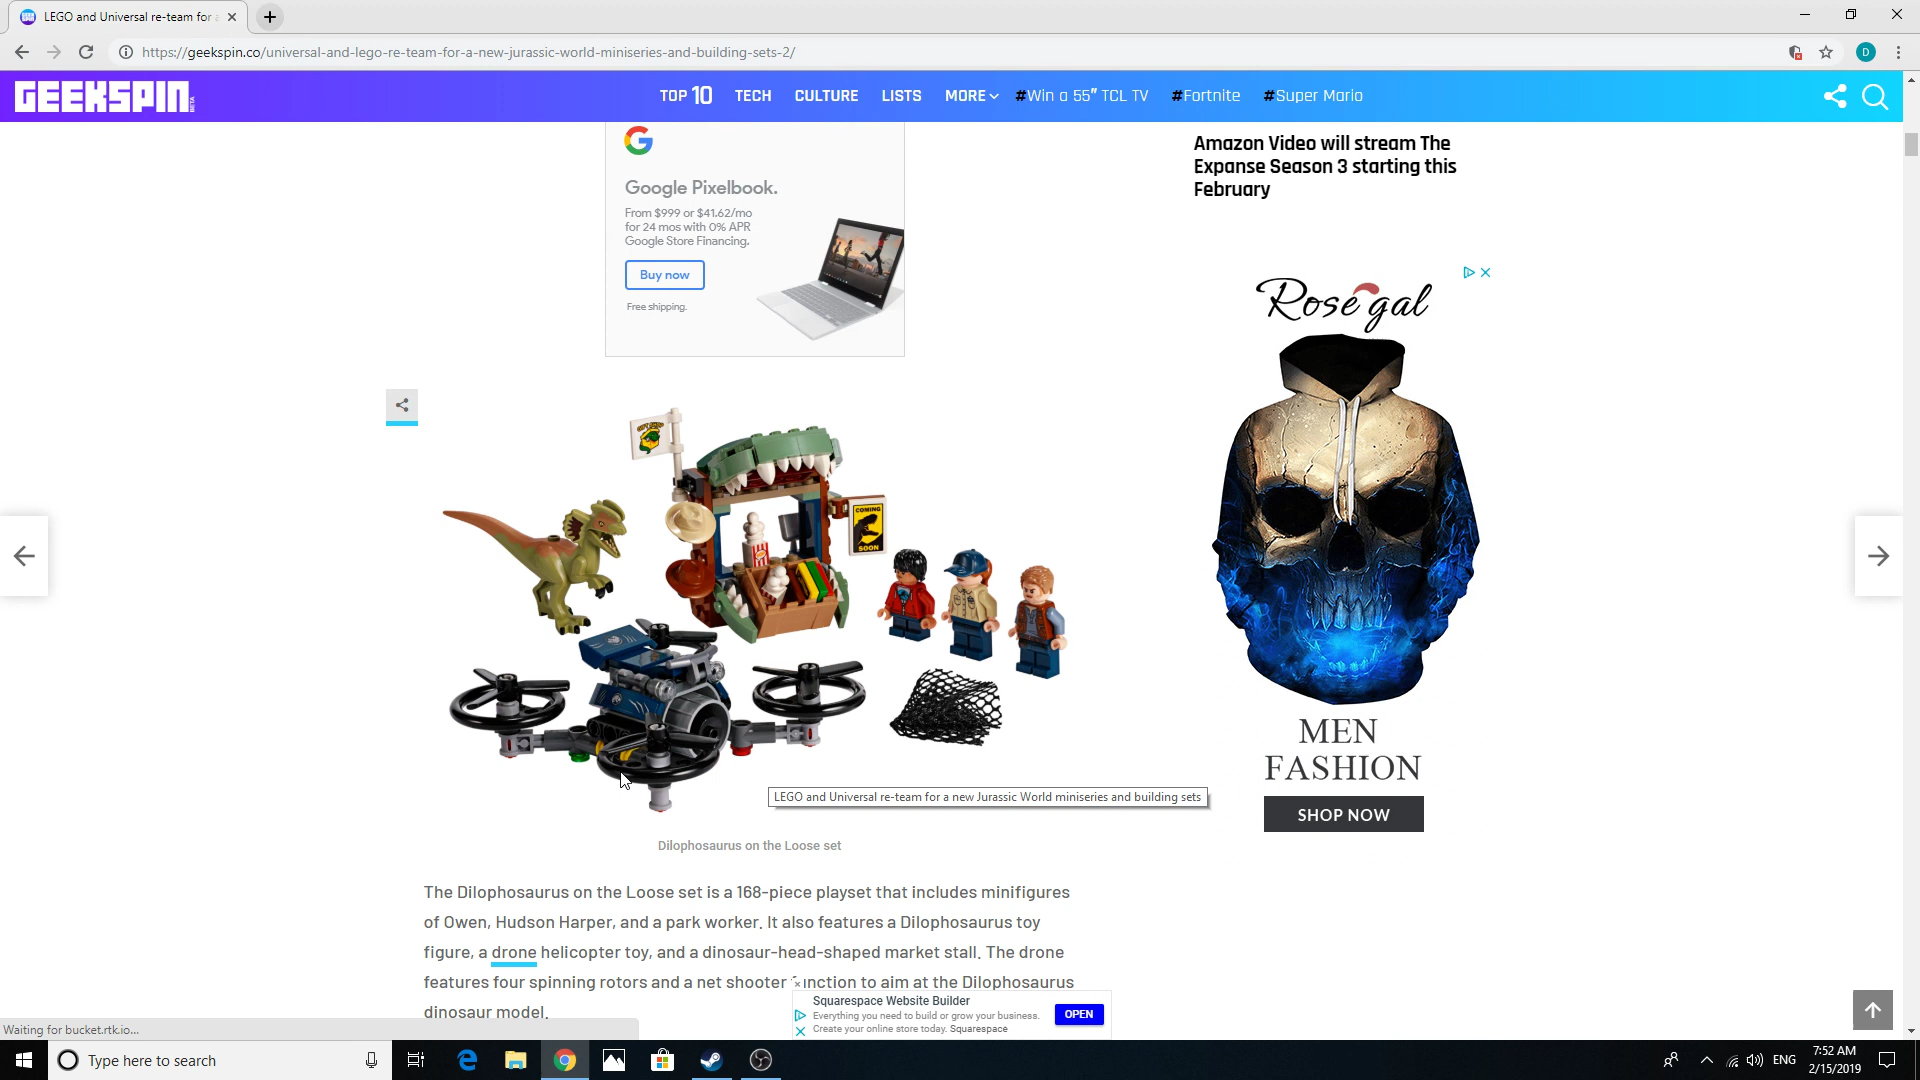 LEGO and Universal re-team for a
https://geekspin.co/universal-and-lego-re-team-for-a-new-jurassic-world-miniseries-and-building-sets-2/
D
GEEKSPIN BETA
TOP 10 TECH CULTURE LISTS MORE #Win a 55" TCL TV #Fortnite #Super Mario
Google Pixelbook.
From $999 or $41.62/mo
for 24 mos with 0% APR
Google Store Financing.
Buy now
Free shipping.
Amazon Video will stream The
Expanse Season 3 starting this
February
Rosegal
MEN
FASHION
SHOP NOW
COMING
SOON
LEGO and Universal re-team for a new Jurassic World miniseries and building sets
Dilophosaurus on the Loose set
The Dilophosaurus on the Loose set is a 168-piece playset that includes minifigures
of Owen, Hudson Harper, and a park worker. It also features a Dilophosaurus toy
figure, a drone helicopter toy, and a dinosaur-head-shaped market stall. The drone
features four spinning rotors and a net shooter function to aim at the Dilophosaurus
dinosaur model.
Squarespace Website Builder
Everything you need to build or grow your business.
Create your online store today. Squarespace
OPEN
Waiting for bucket.rtk.io...
Type here to search
ENG
7:52 AM
2/15/2019